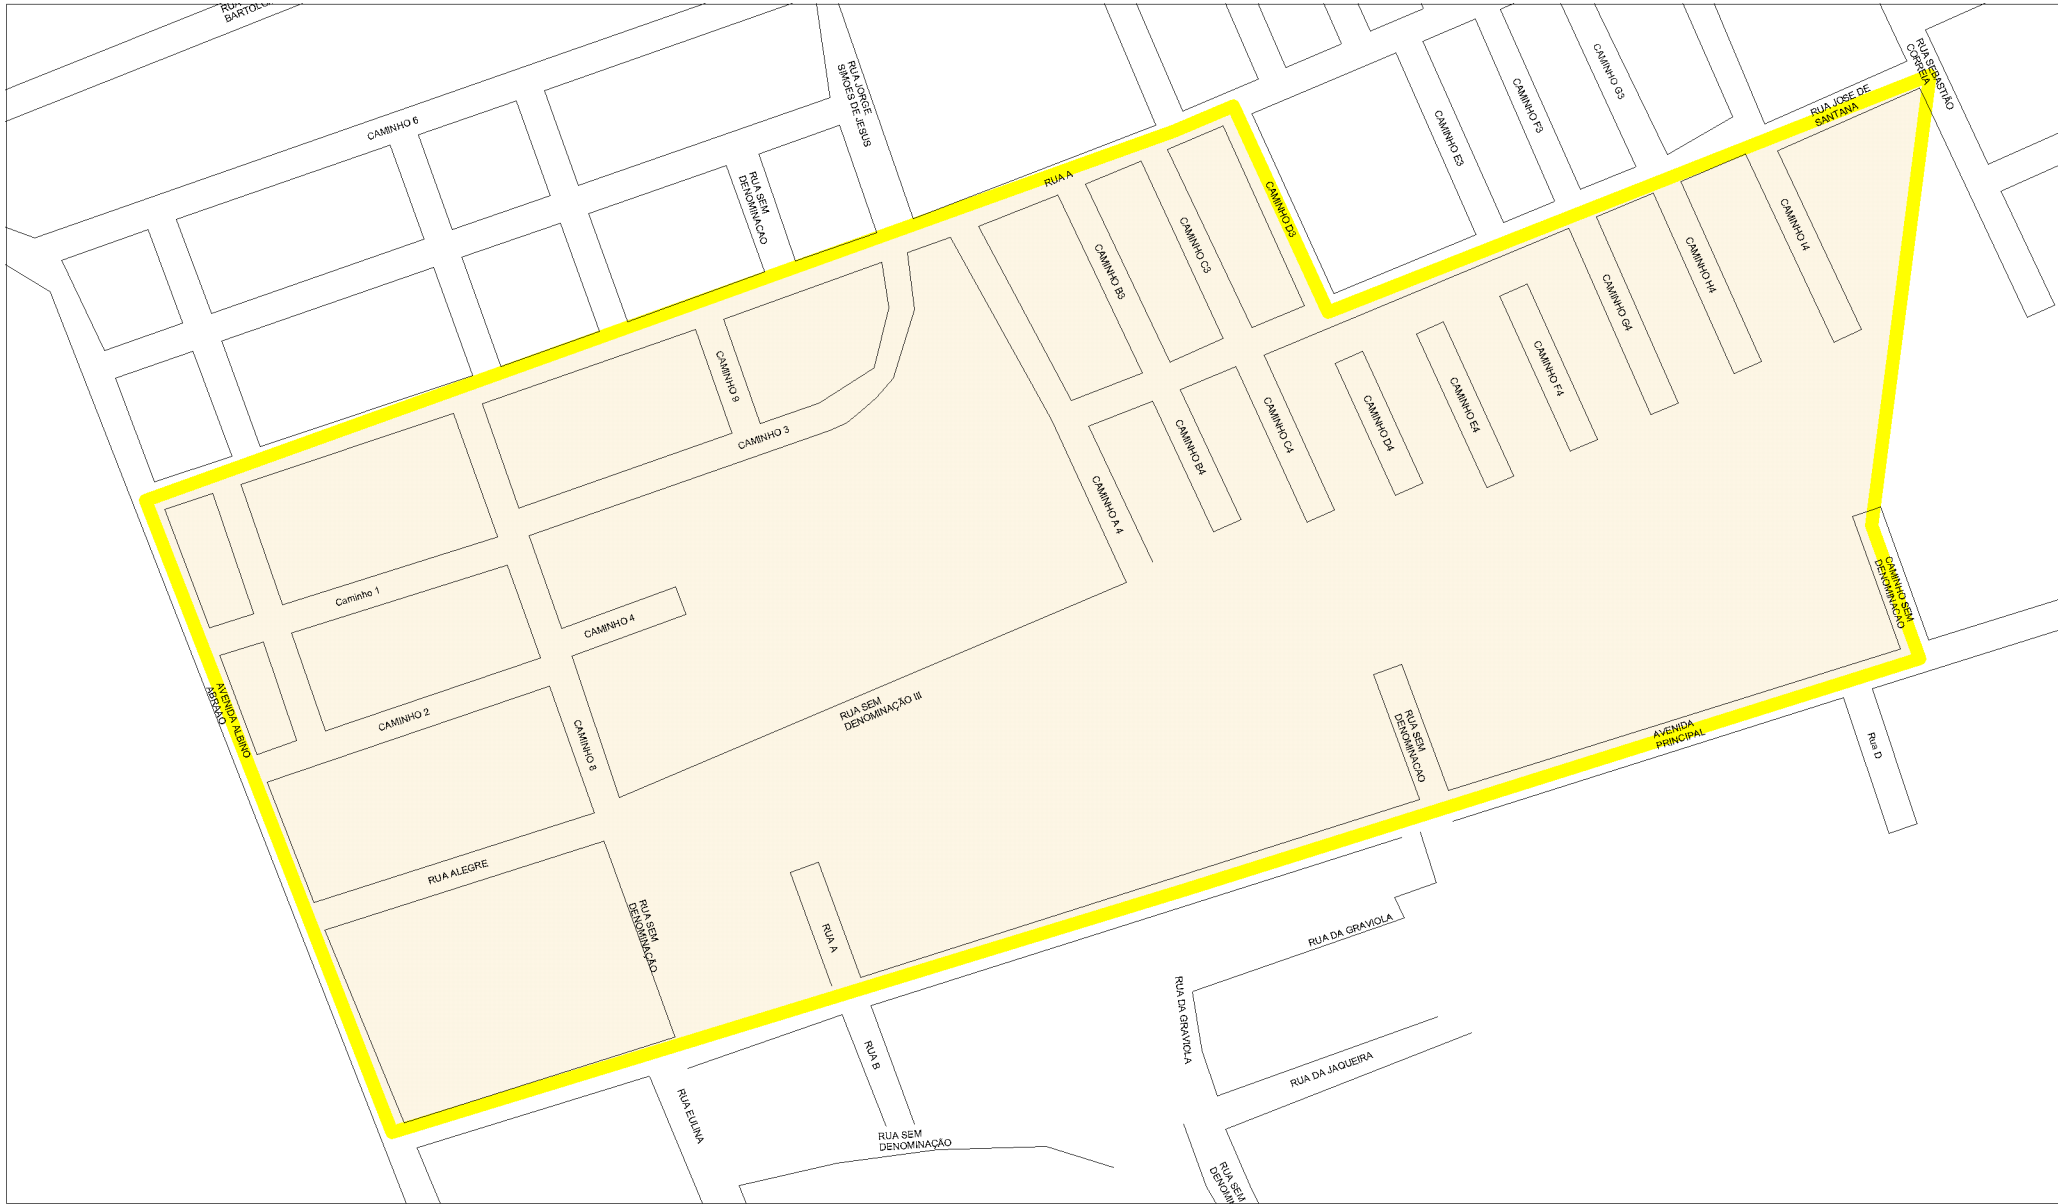 CAMINHO 6
RUA JORGE
SIMOES DE JESUS
RUA SEM
DENOMINACAO
RUA A
CAMINHO D3
CAMINHO E3
CAMINHO F3
CAMINHO G3
RUA SEBASTIÃO
CORREIA
RUA JOSE DE
SANTANA
CAMINHO B3
CAMINHO C3
CAMINHO G4
CAMINHO H4
CAMINHO I4
CAMINHO 9
CAMINHO 3
CAMINHO A 4
CAMINHO B4
CAMINHO C4
CAMINHO D4
CAMINHO E4
CAMINHO F4
Caminho 1
CAMINHO 4
CAMINHO 2
CAMINHO 8
AVENIDA ALBINO
ABRAAO
RUA SEM
DENOMINAÇÃO III
CAMINHO SEM
DENOMINACAO
RUA SEM
DENOMINACAO
AVENIDA
PRINCIPAL
Rua D
RUA ALEGRE
RUA SEM
DENOMINAÇÃO
RUA A
RUA DA GRAVIOLA
RUA DA GRAVIOLA
RUA DA JAQUEIRA
RUA B
RUA EULINA
RUA SEM
DENOMINAÇÃO
RUA SEM